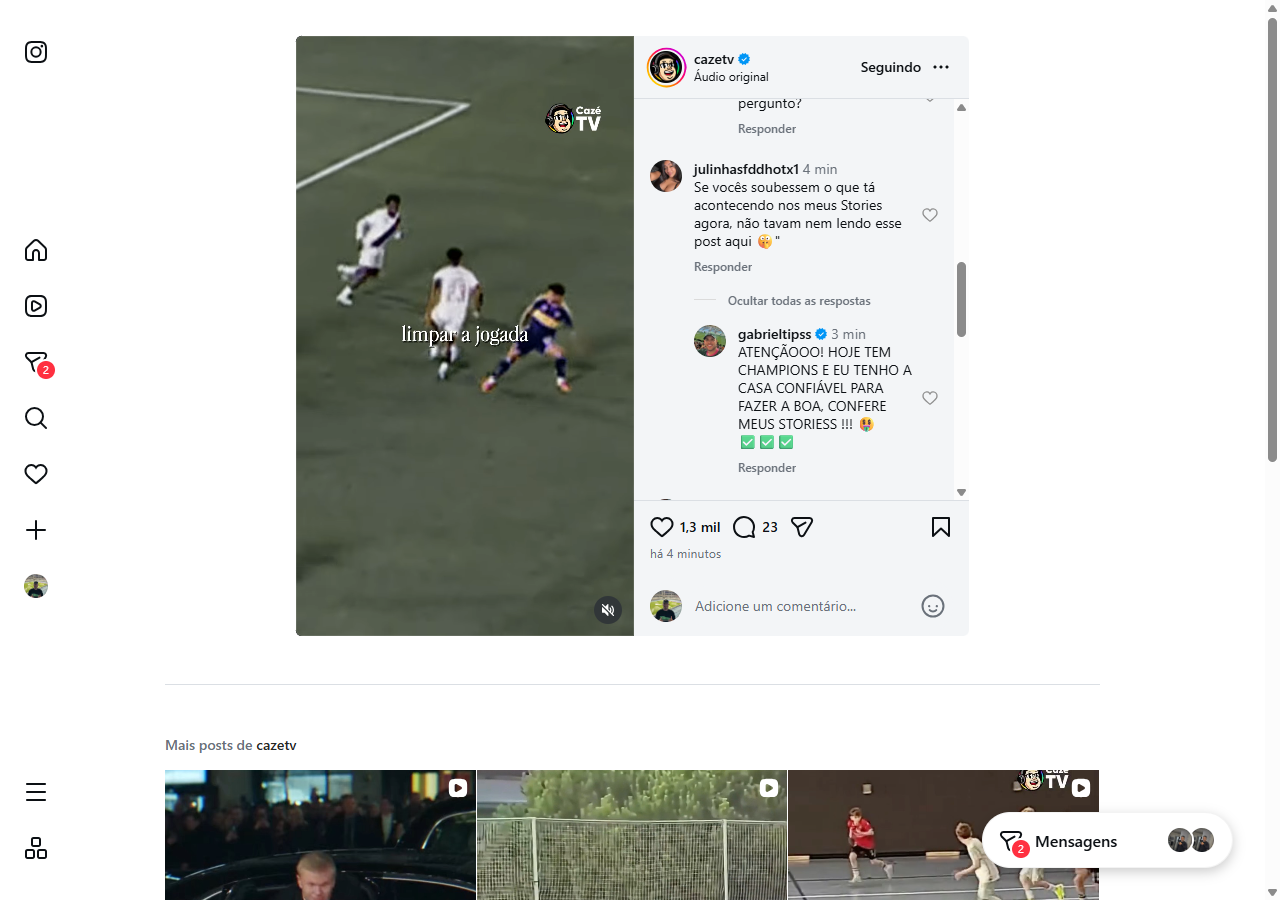 Cazé
TV
limpar a jogada
cazetv
Áudio original
Seguindo
pergunto?
Responder
julinhasfddhotx1 4 min
Se vocês soubessem o que tá
acontecendo nos meus Stories
agora, não tavam nem lendo esse
post aqui 🫣 "
Responder
Ocultar todas as respostas
gabrieltipss 3 min
ATENÇÃOOO! HOJE TEM
CHAMPIONS E EU TENHO A
CASA CONFIÁVEL PARA
FAZER A BOA, CONFERE
MEUS STORIESS !!! 🤑
✅ ✅ ✅
Responder
1,3 mil 23
há 4 minutos
Adicione um comentário...
2
Mais posts de cazetv
Cazé
TV
2
Mensagens